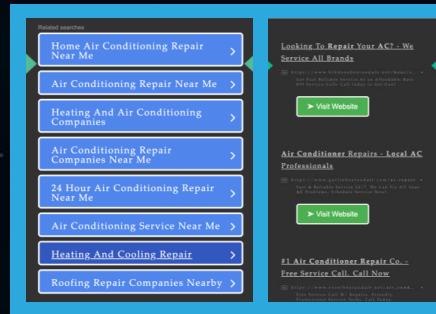 Related searches
Home Air Conditioning Repair
Near Me
Air Conditioning Repair Near Me
Heating And Air Conditioning
Companies
Air Conditioning Repair
Companies Near Me
24 Hour Air Conditioning Repair
Near Me
Air Conditioning Service Near Me
Heating And Cooling Repair
Roofing Repair Companies Nearby
Looking To Repair Your AC? - We
Service All Brands
Visit Website
Air Conditioner Repairs - Local AC
Professionals
Visit Website
#1 Air Conditioner Repair Co. -
Free Service Call. Call Now